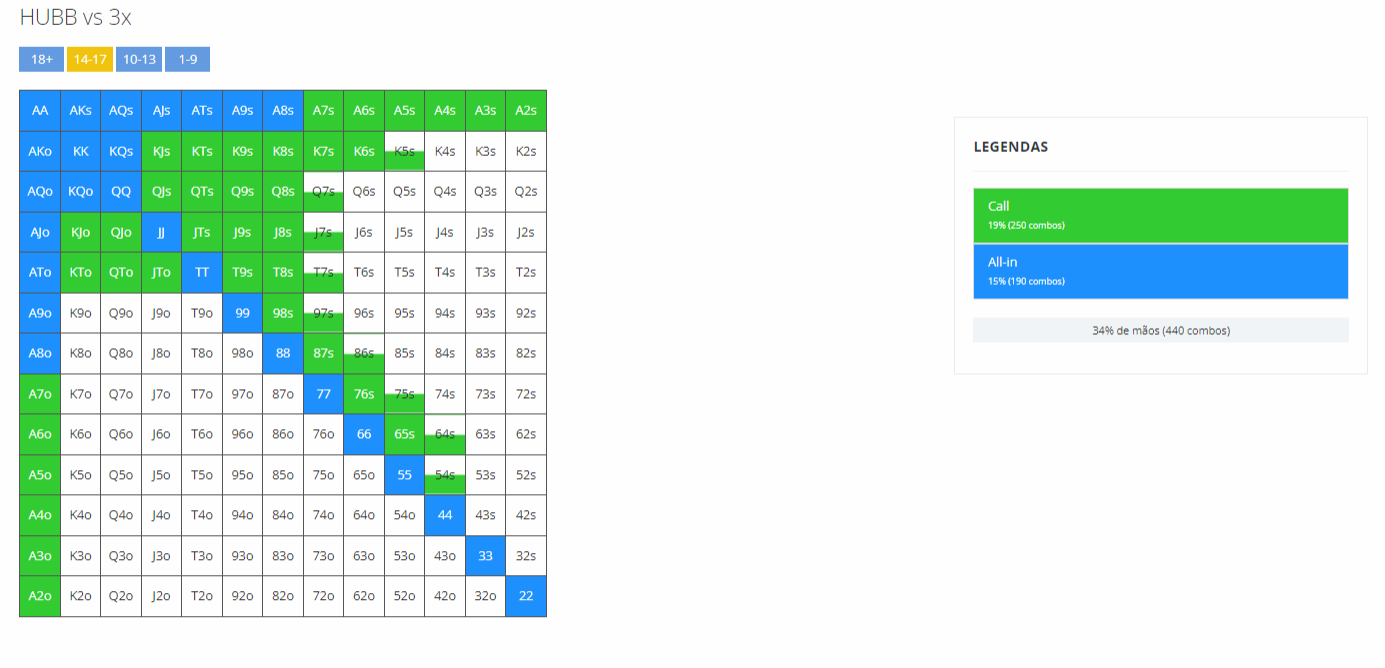 HUBB vs 3x
18+ 14-17 10-13 1-9
AA AKs AQs AJs ATs A9s A8s A7s A6s A5s A4s A3s A2s
AKo KK KQs KJs KTs K9s K8s K7s K6s K5s K4s K3s K2s
AQo KQo QQ QJs QTs Q9s Q8s Q7s Q6s Q5s Q4s Q3s Q2s
AJo KJo QJo JJ JTs J9s J8s J7s J6s J5s J4s J3s J2s
ATo KTo QTo JTo TT T9s T8s T7s T6s T5s T4s T3s T2s
A9o K9o Q9o J9o T9o 99 98s 97s 96s 95s 94s 93s 92s
A8o K8o Q8o J8o T8o 98o 88 87s 86s 85s 84s 83s 82s
A7o K7o Q7o J7o T7o 97o 87o 77 76s 75s 74s 73s 72s
A6o K6o Q6o J6o T6o 96o 86o 76o 66 65s 64s 63s 62s
A5o K5o Q5o J5o T5o 95o 85o 75o 65o 55 54s 53s 52s
A4o K4o Q4o J4o T4o 94o 84o 74o 64o 54o 44 43s 42s
A3o K3o Q3o J3o T3o 93o 83o 73o 63o 53o 43o 33 32s
A2o K2o Q2o J2o T2o 92o 82o 72o 62o 52o 42o 32o 22
LEGENDAS
Call
19% (250 combos)
All-in
15% (190 combos)
34% de mãos (440 combos)